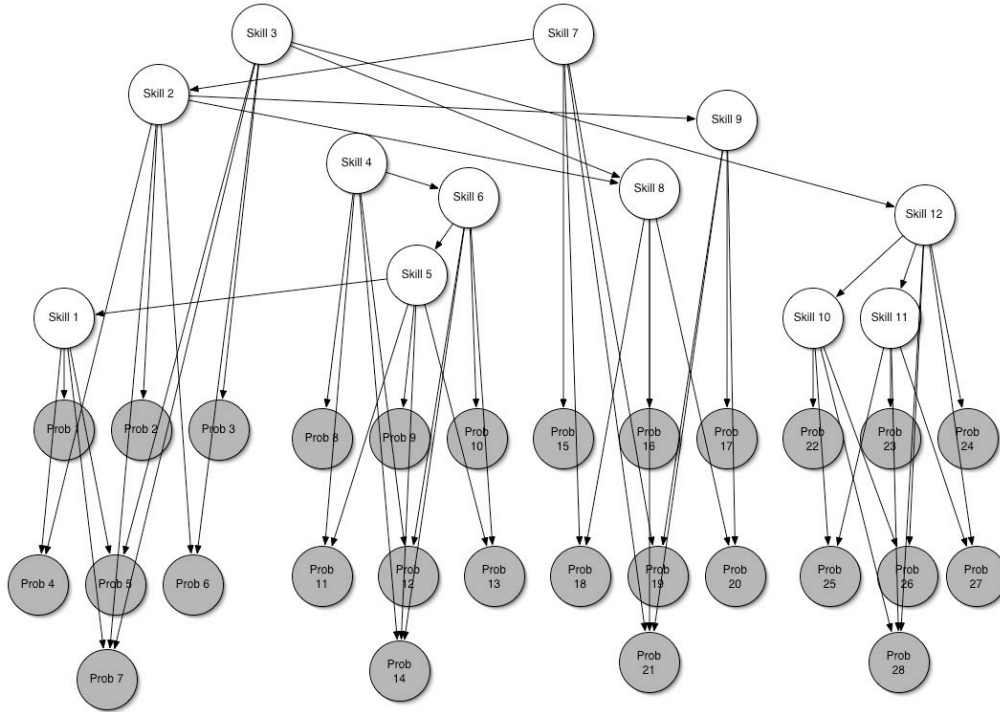 Skill 3
Skill 7
Skill 2
Skill 9
Skill 4
Skill 8
Skill 6
Skill 12
Skill 5
Skill 1
Skill 10
Skill 11
Prob 1
Prob 2
Prob 3
Prob 8
Prob 9
Prob
10
Prob
15
Prob
16
Prob
17
Prob
22
Prob
23
Prob
24
Prob 4
Prob 5
Prob 6
Prob
11
Prob
12
Prob
13
Prob
18
Prob
19
Prob
20
Prob
25
Prob
26
Prob
27
Prob 7
Prob
14
Prob
21
Prob
28